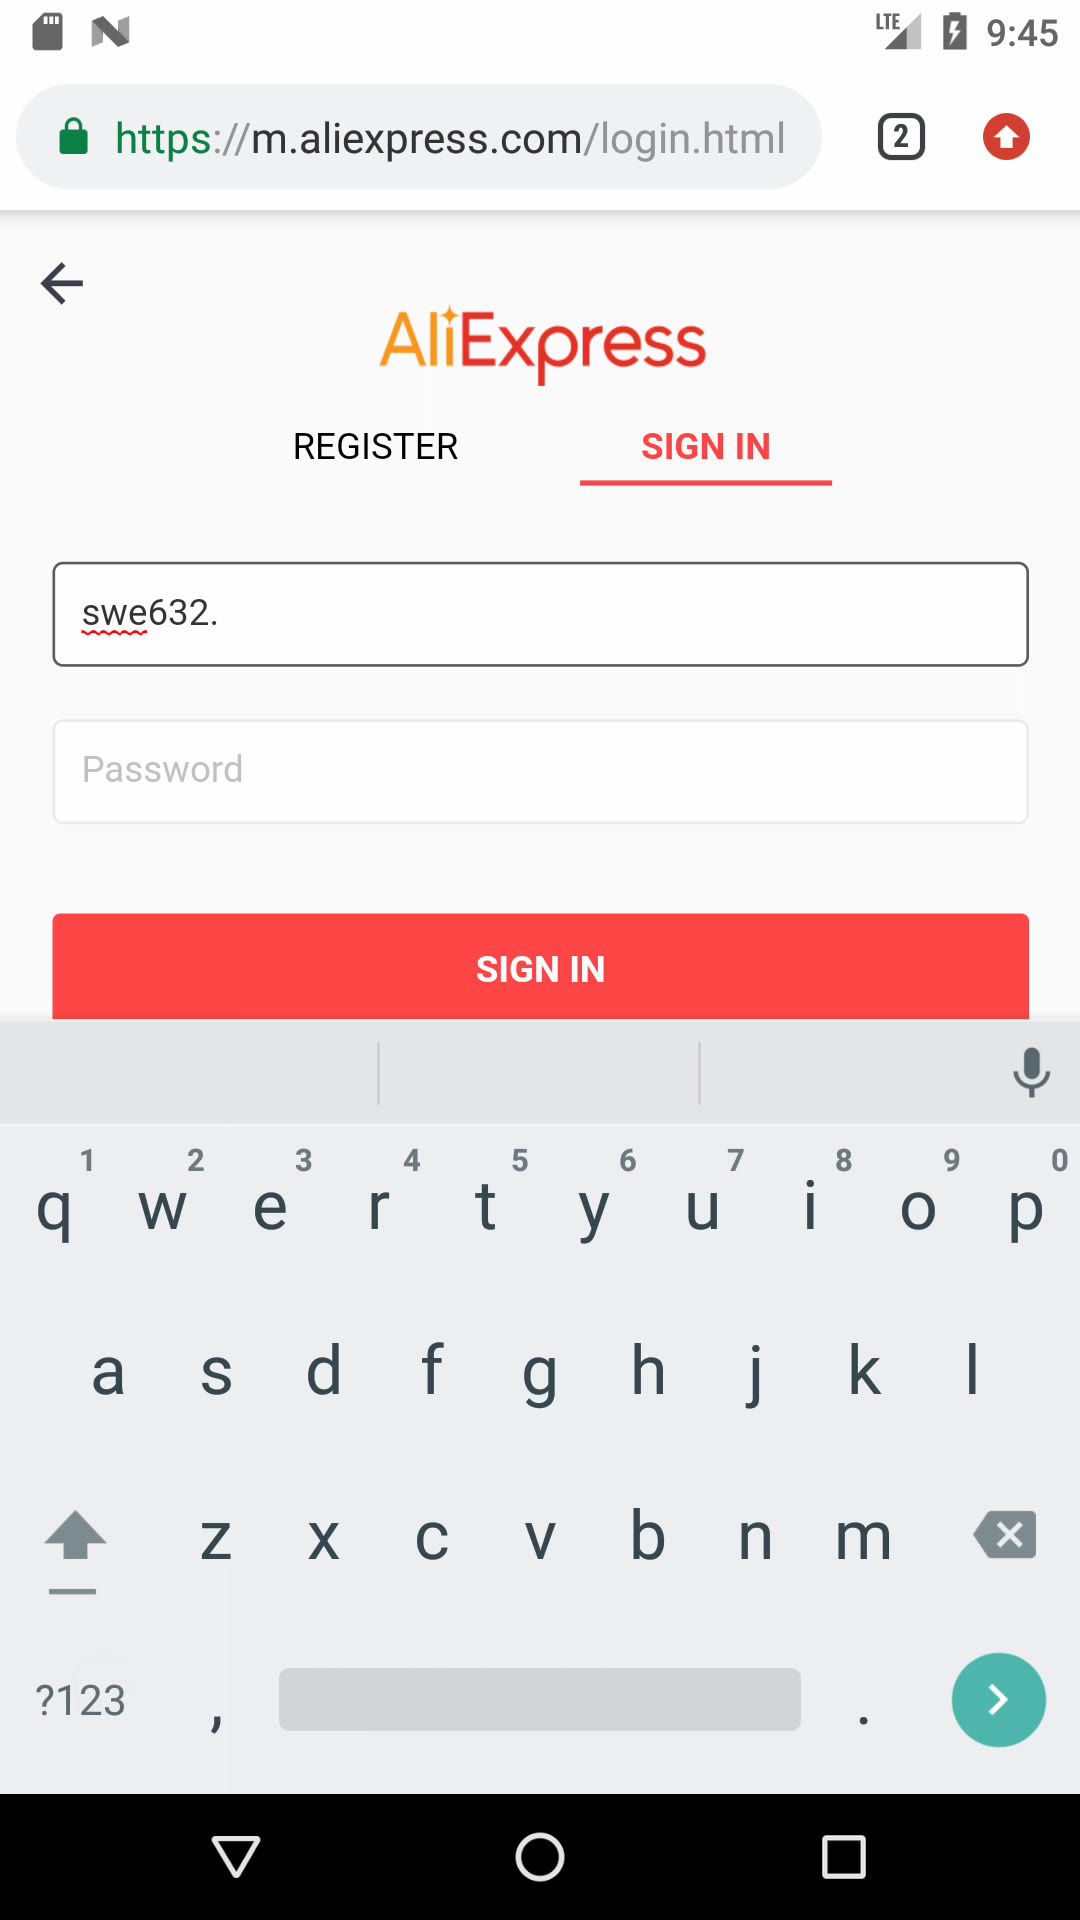 LTE 9:45
https://m.aliexpress.com/login.html 2
AliExpress
REGISTER SIGN IN
swe632.
Password
SIGN IN
1 2 3 4 5 6 7 8 9 0
q w e r t y u i o p
a s d f g h j k l
z x c v b n m
?123 , .